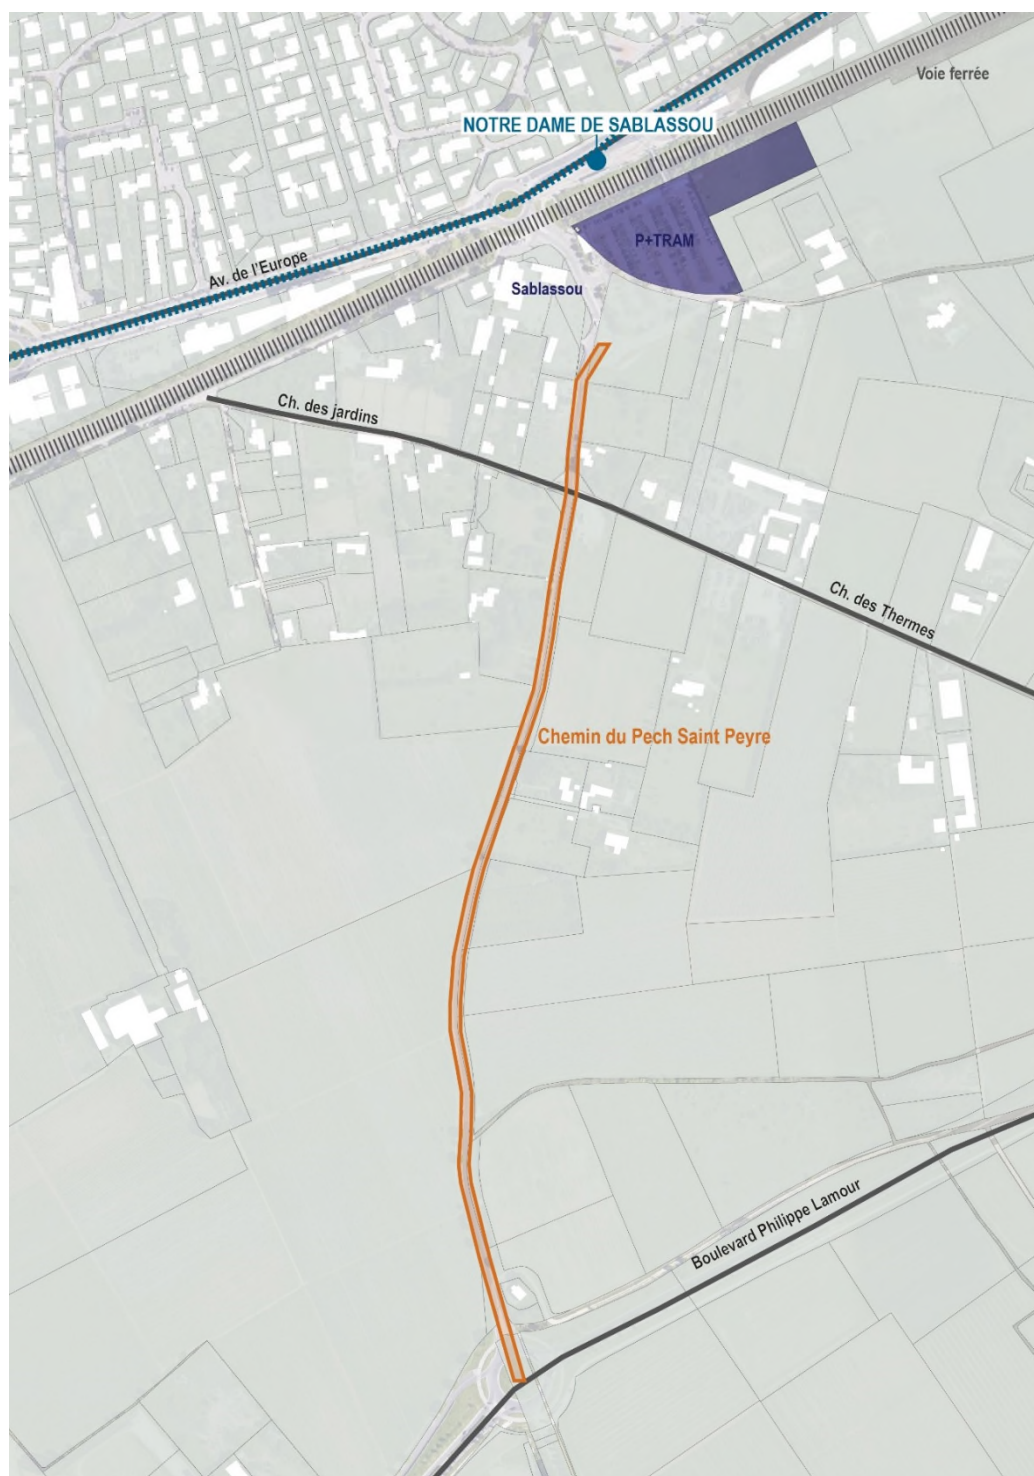 Voie ferrée
NOTRE DAME DE SABLASSOU
P+TRAM
Av. de l'Europe
Sablassou
Ch. des jardins
Ch. des Thermes
Chemin du Pech Saint Peyre
Boulevard Philippe Lamour